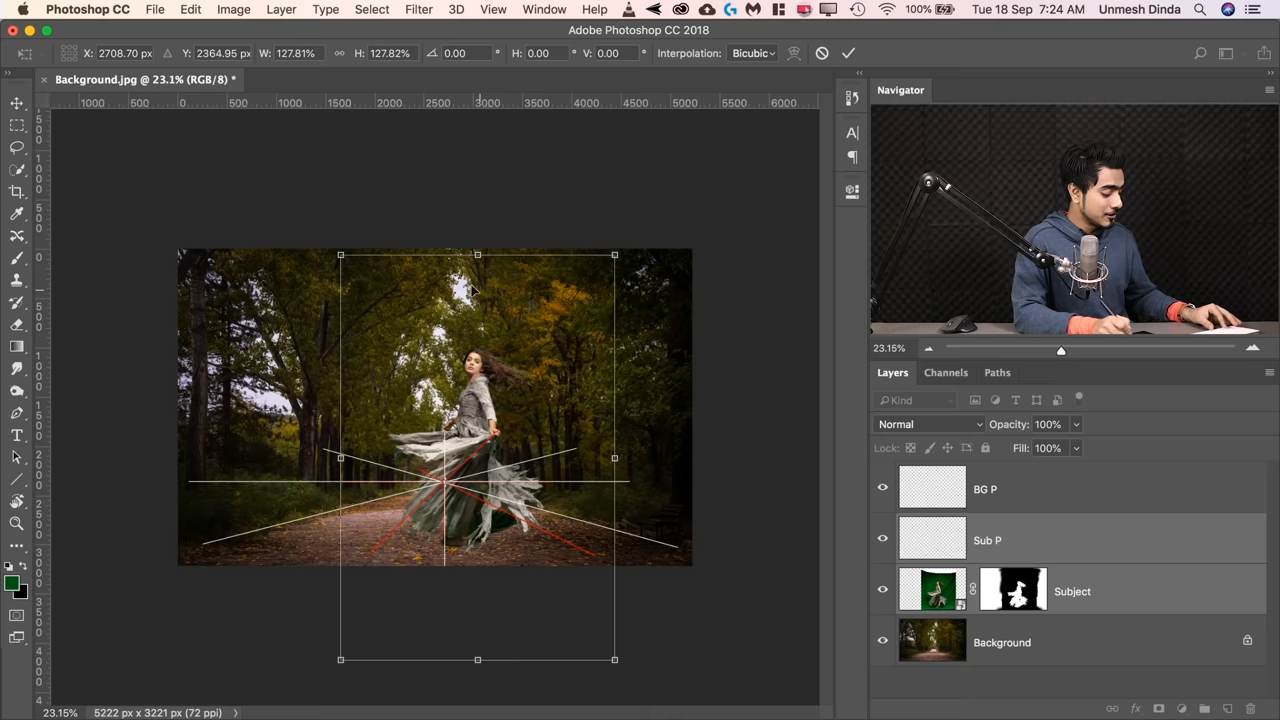 Photoshop CC File Edit Image Layer Type Select Filter 3D View Window Help 100% Tue 18 Sep 7:24 AM Unmesh Dinda
Adobe Photoshop CC 2018
X: 2708.70 px Y: 2364.95 px W: 127.81% H: 127.82% 0.00 ° H: 0.00 ° V: 0.00 ° Interpolation: Bicubic
× Background.jpg @ 23.1% (RGB/8) *
Navigator
1000 500 0 500 1000 1500 2000 2500 3000 3500 4000 4500 5000 5500 6000
23.15%
Layers Channels Paths
Kind
Normal Opacity: 100%
Lock: Fill: 100%
BG P
Sub P
Subject
Background
23.15% 5222 px x 3221 px (72 ppi) >